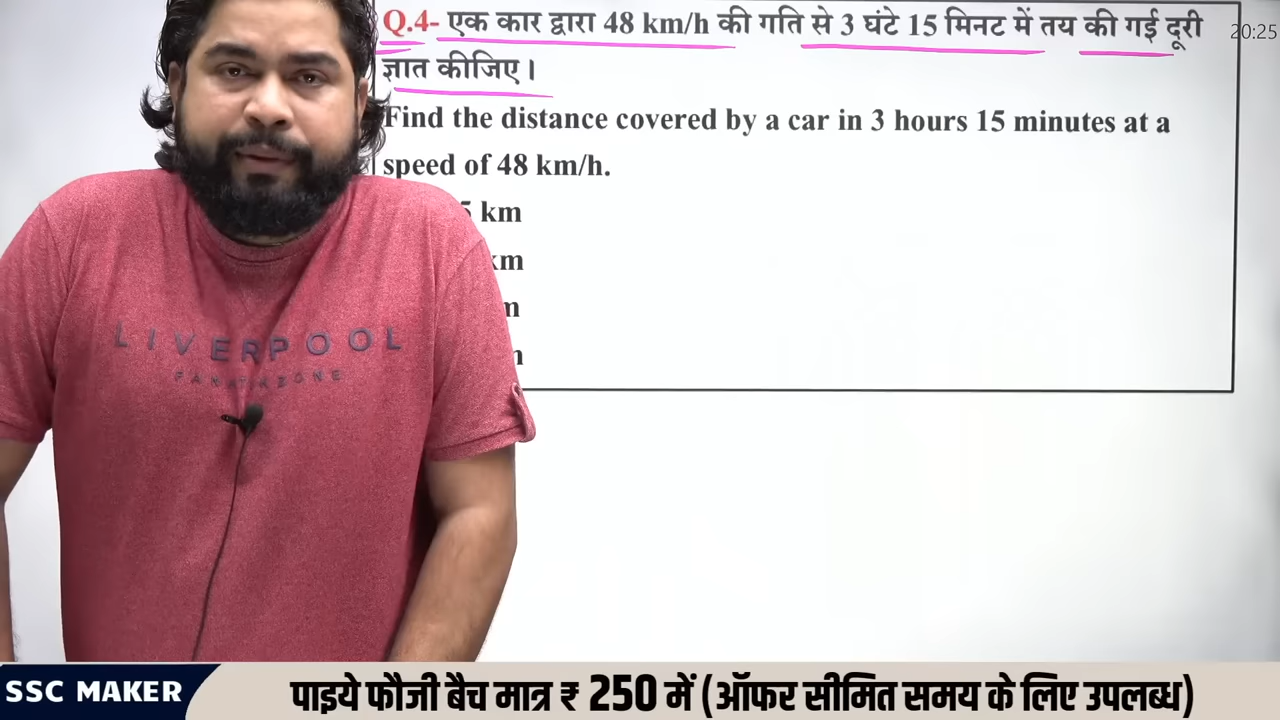 Q.4- एक कार द्वारा 48 km/h की गति से 3 घंटे 15 मिनट में तय की गई दूरी
20:25
ज्ञात कीजिए।
Find the distance covered by a car in 3 hours 15 minutes at a
speed of 48 km/h.
km
km
LIVERPOOL
SSC MAKER
पाइये फौजी बैच मात्र ₹ 250 में (ऑफर सीमित समय के लिए उपलब्ध)